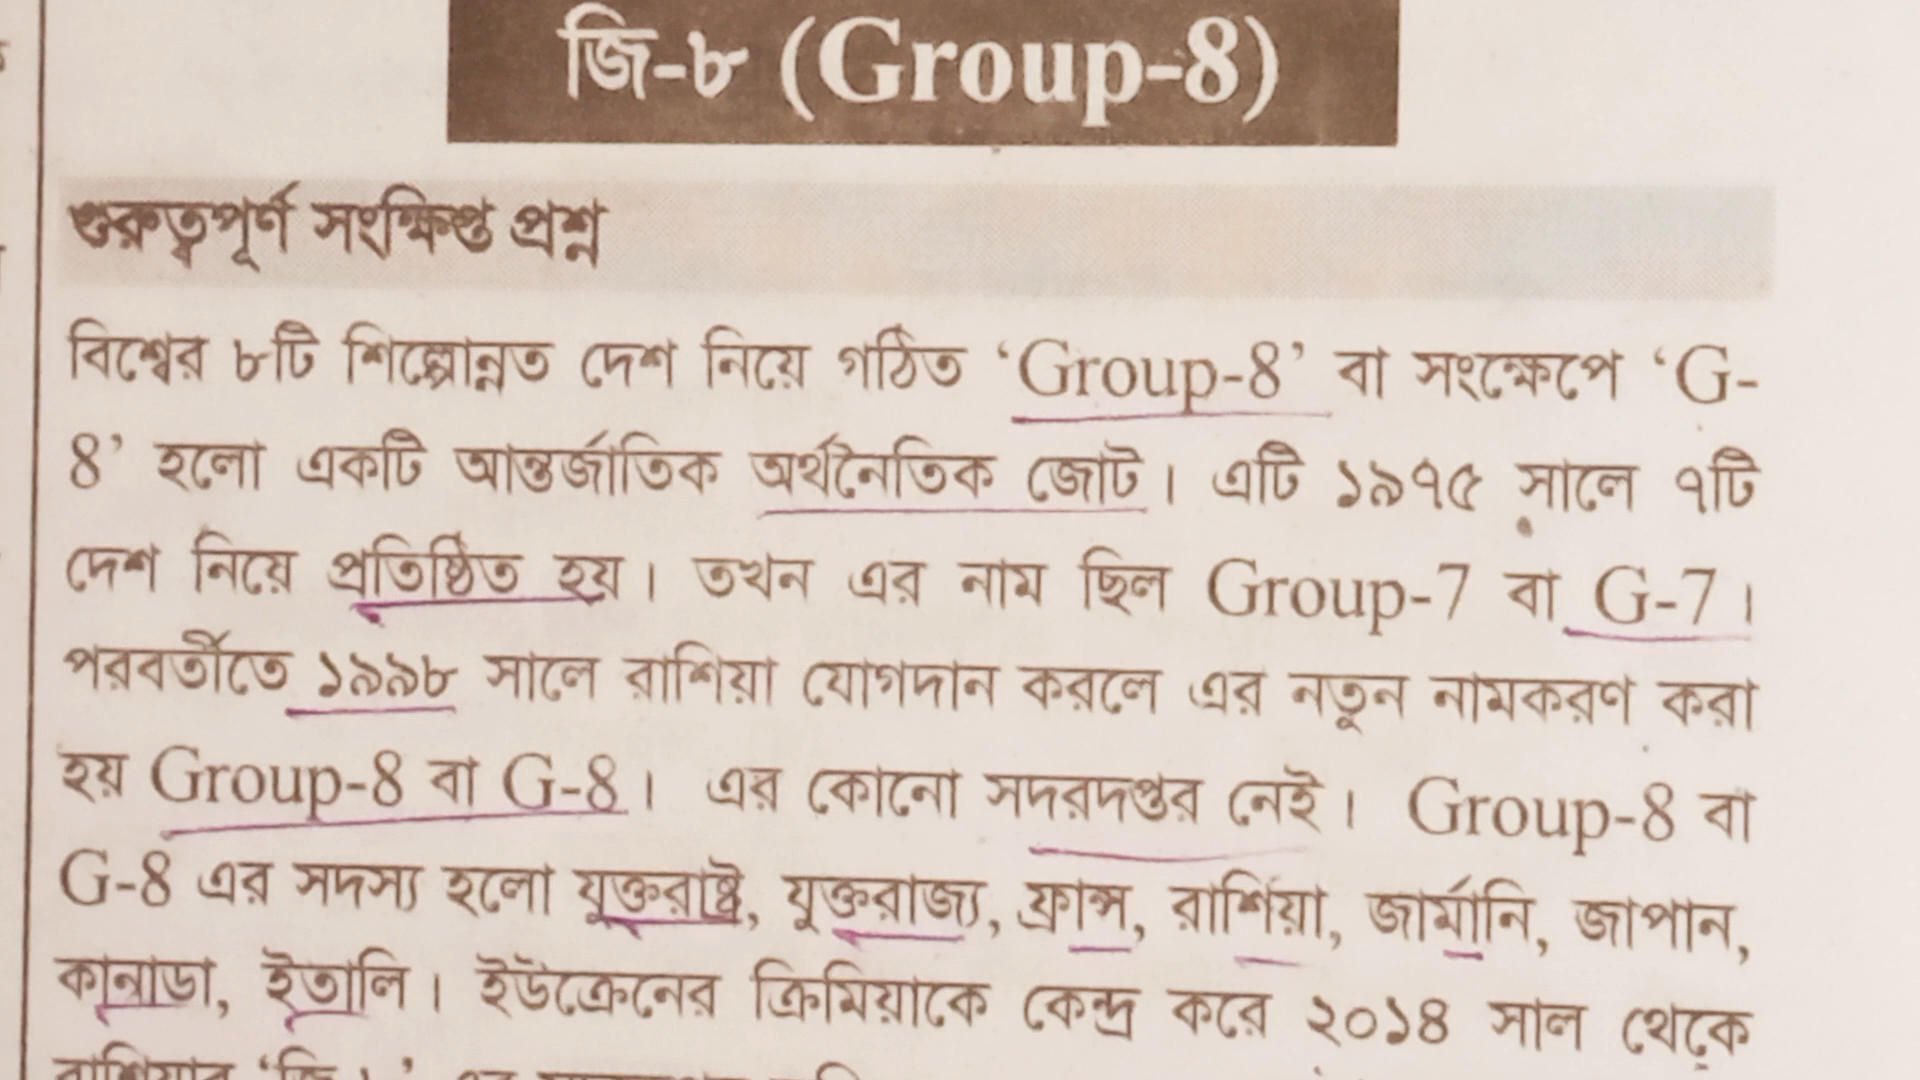 জি-৮ (Group-8)
গুরুত্বপূর্ণ সংক্ষিপ্ত প্রশ্ন
বিশ্বের ৮টি শিল্পোন্নত দেশ নিয়ে গঠিত ‘Group-8’ বা সংক্ষেপে ‘G-
8’ হলো একটি আন্তর্জাতিক অর্থনৈতিক জোট। এটি ১৯৭৫ সালে ৭টি
দেশ নিয়ে প্রতিষ্ঠিত হয়। তখন এর নাম ছিল Group-7 বা G-7।
পরবর্তীতে ১৯৯৮ সালে রাশিয়া যোগদান করলে এর নতুন নামকরণ করা
হয় Group-8 বা G-8। এর কোনো সদরদপ্তর নেই। Group-8 বা
G-8 এর সদস্য হলো যুক্তরাষ্ট্র, যুক্তরাজ্য, ফ্রান্স, রাশিয়া, জার্মানি, জাপান,
কানাডা, ইতালি। ইউক্রেনের ক্রিমিয়াকে কেন্দ্র করে ২০১৪ সাল থেকে
রাশিয়ার